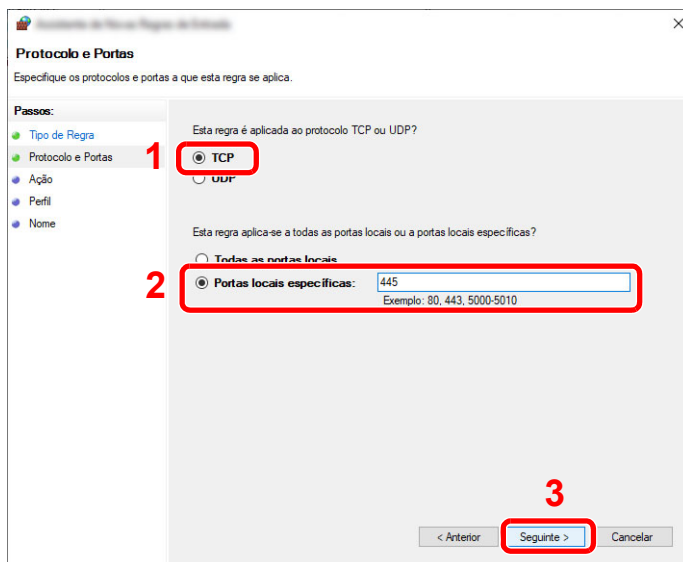 Protocolo e Portas
Especifique os protocolos e portas a que esta regra se aplica.
Passos:
Tipo de Regra
Protocolo e Portas
Ação
Perfil
Nome
Esta regra é aplicada ao protocolo TCP ou UDP?
1
TCP
UDP
Esta regra aplica-se a todas as portas locais ou a portas locais específicas?
Todas as portas locais
2
Portas locais específicas: 445
Exemplo: 80, 443, 5000-5010
3
< Anterior Seguinte > Cancelar